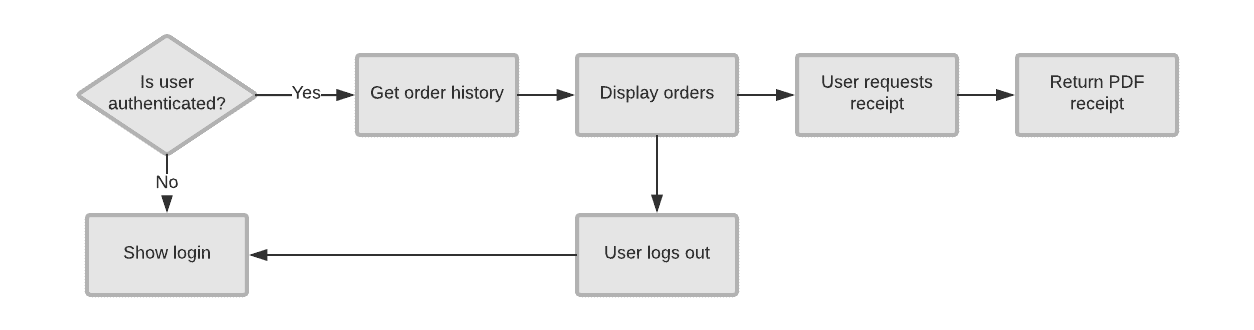 Is user
authenticated?
Yes
Get order history
Display orders
User requests
receipt
Return PDF
receipt
No
Show login
User logs out